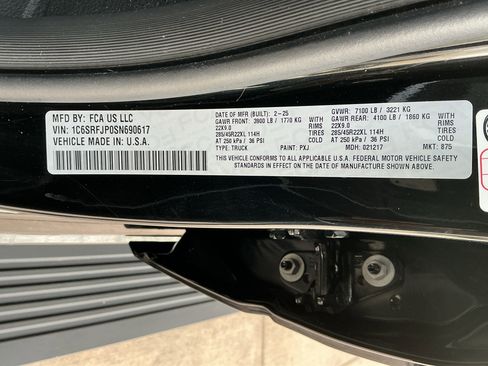 MFD BY: FCA US LLC
VIN: 1C6SRFJP0SN690617
VEHICLE MADE IN: U.S.A.
DATE OF MFR (BUILT): 2-25
GAWR FRONT: 3900 LB / 1770 KG WITH
22X9.0 TIRES
285/45R22XL 114H RIMS
AT 250 kPa / 36 PSI COLD
TYPE: TRUCK PAINT: PXJ
GVWR: 7100 LB / 3221 KG
GAWR REAR: 4100 LB / 1860 KG WITH
22X9.0 TIRES
285/45R22XL 114H RIMS
AT 250 kPa / 36 PSI COLD
MDH: 021217 MKT: 875
THIS VEHICLE CONFORMS TO ALL APPLICABLE U.S.A. FEDERAL MOTOR VEHICLE SAFETY
STANDARDS IN EFFECT ON THE DATE OF MANUFACTURE SHOWN ABOVE.